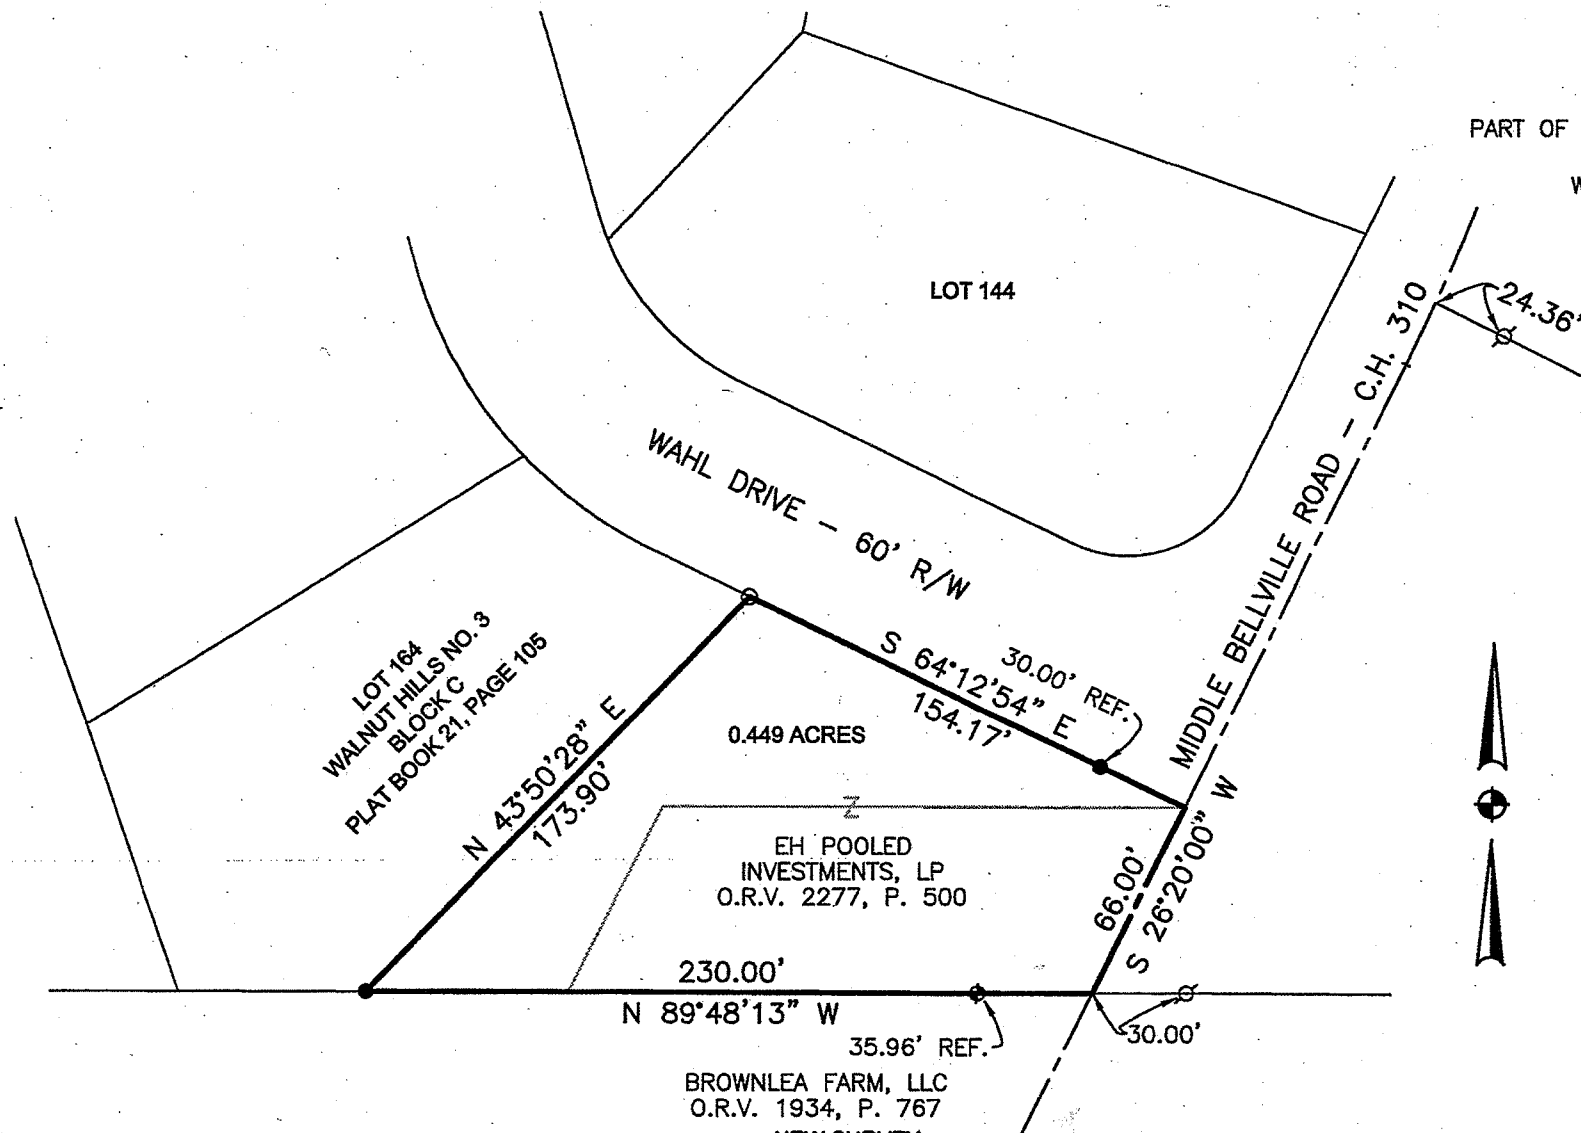 PART OF
W
LOT 144
24.36'
MIDDLE BELLVILLE ROAD - C.H. 310
WAHL DRIVE - 60' R/W
LOT 164
WALNUT HILLS NO. 3
BLOCK C
PLAT BOOK 21, PAGE 105
N 43°50'28" E
173.90'
S 64°12'54" E
154.17'
30.00' REF.
0.449 ACRES
Z
EH POOLED
INVESTMENTS, LP
O.R.V. 2277, P. 500
66.00'
S 26°20'00" W
230.00'
N 89°48'13" W
35.96' REF.
30.00'
BROWNLEA FARM, LLC
O.R.V. 1934, P. 767
NEW SURVEY